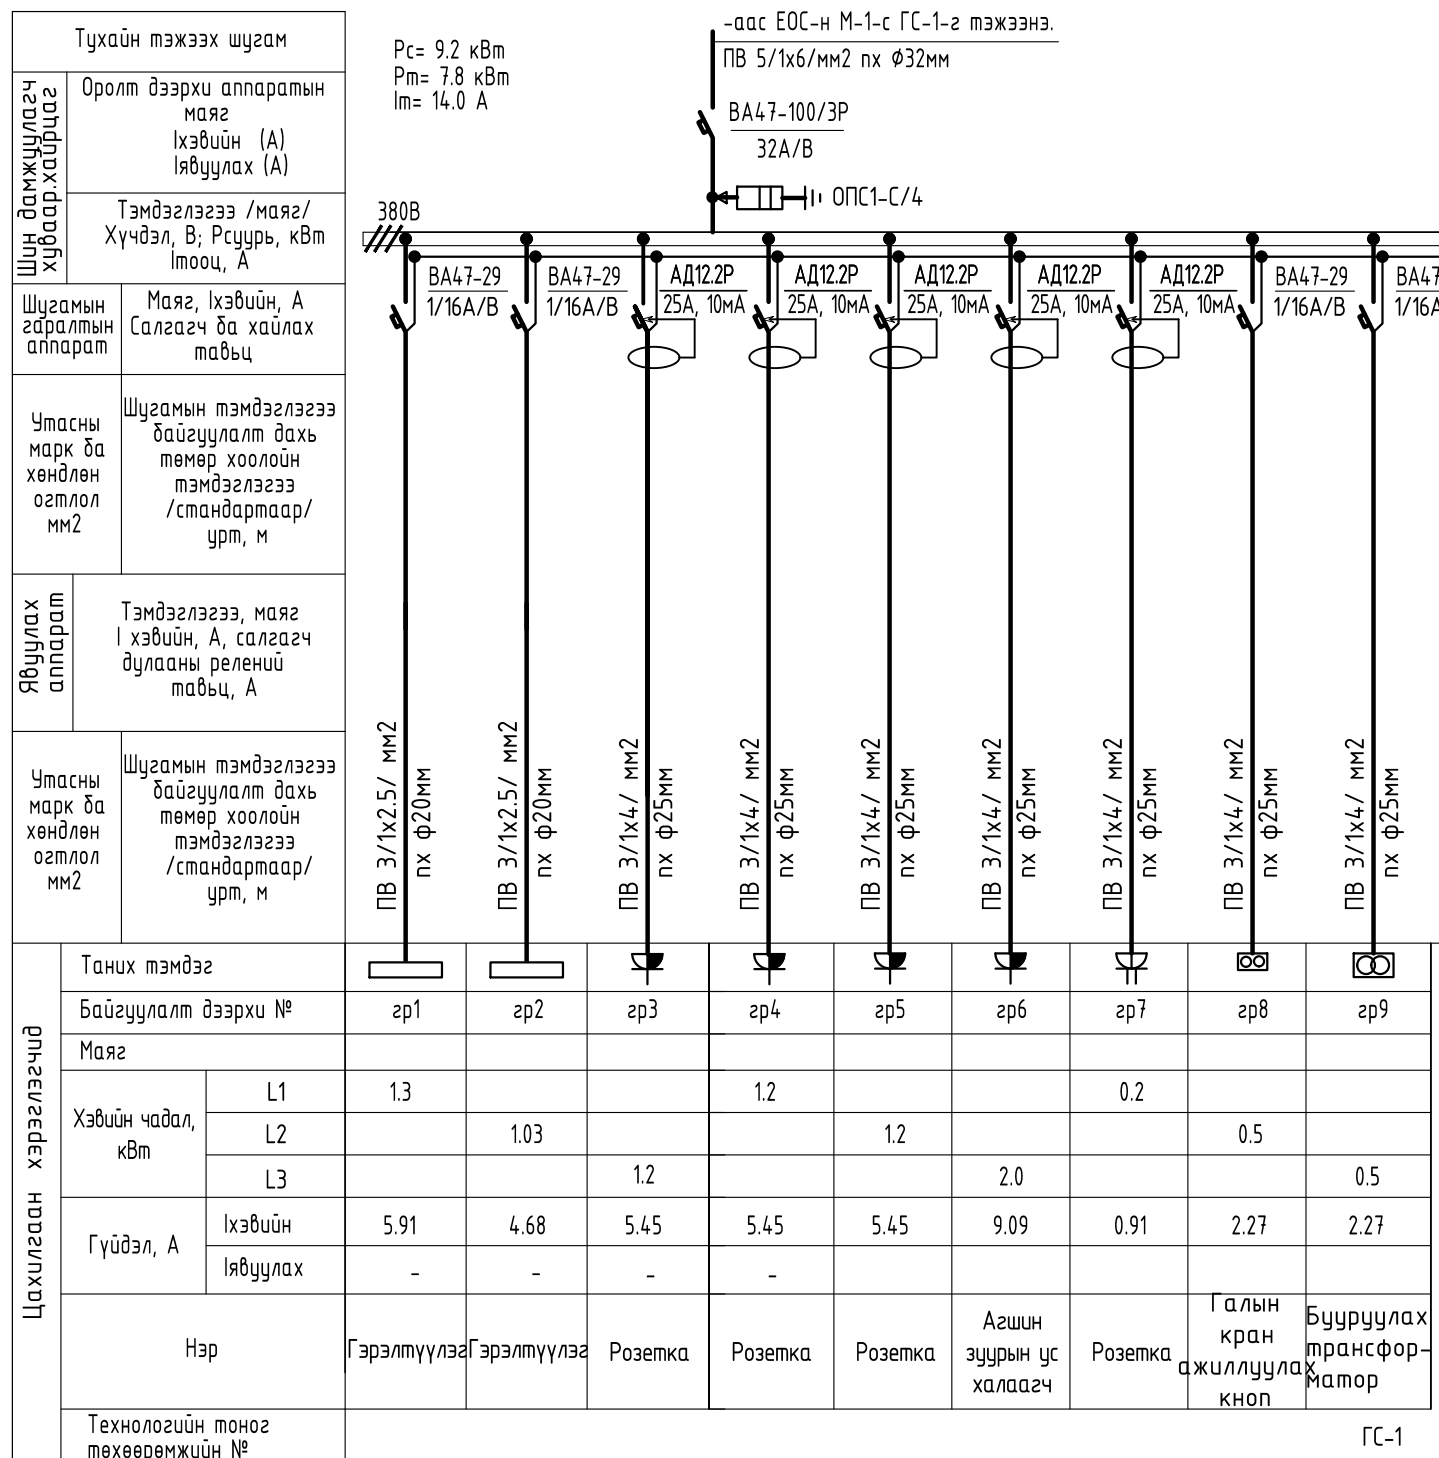 Тухайн тэжээх шугам
Рс= 9.2 кВт
Рт= 7.8 кВт
Iт= 14.0 А
-аас ЕОС-н М-1-с ГС-1-г тэжээнэ.
ПВ 5/1х6/мм2 пх Ф32мм
ВА47-100/3Р
32А/В
ОПС1-С/4
380В
Шин дамжуулагч
хуваар.хайрцаг
Оролт дээрхи аппаратын
маяг
Iхэвийн (А)
Iявуулах (А)
Тэмдэглэгээ /маяг/
Хүчдэл, В; Рсуурь, кВт
Iтооц, А
Шугамын
гаралтын
аппарат
Маяг, Iхэвийн, А
Салгагч ба хайлах
тавьц
ВА47-29
1/16А/В
ВА47-29
1/16А/В
АД12.2Р
25А, 10мА
АД12.2Р
25А, 10мА
АД12.2Р
25А, 10мА
АД12.2Р
25А, 10мА
АД12.2Р
25А, 10мА
ВА47-29
1/16А/В
ВА47
1/16А
Утасны
марк ба
хөндлөн
огтлол
мм2
Шугамын тэмдэглэгээ
байгуулалт дахь
төмөр хоолойн
тэмдэглэгээ
/стандартаар/
урт, м
Явуулах
аппарат
Тэмдэглэгээ, маяг
I хэвийн, А, салгагч
дулааны релений
тавьц, А
Утасны
марк ба
хөндлөн
огтлол
мм2
Шугамын тэмдэглэгээ
байгуулалт дахь
төмөр хоолойн
тэмдэглэгээ
/стандартаар/
урт, м
ПВ 3/1х2.5/ мм2
пх ф20мм
ПВ 3/1х2.5/ мм2
пх ф20мм
ПВ 3/1х4/ мм2
пх ф25мм
ПВ 3/1х4/ мм2
пх ф25мм
ПВ 3/1х4/ мм2
пх ф25мм
ПВ 3/1х4/ мм2
пх ф25мм
ПВ 3/1х4/ мм2
пх ф25мм
ПВ 3/1х4/ мм2
пх ф25мм
ПВ 3/1х4/ мм2
пх ф25мм
Цахилгаан хэрэглэгчид
Таних тэмдэг
Байгуулалт дээрхи № гр1 гр2 гр3 гр4 гр5 гр6 гр7 гр8 гр9
Маяг
Хэвийн чадал,
кВт
L1 1.3 1.2 0.2
L2 1.03 1.2 0.5
L3 1.2 2.0 0.5
Гүйдэл, А
Iхэвийн 5.91 4.68 5.45 5.45 5.45 9.09 0.91 2.27 2.27
Iявуулах - - - -
Нэр
Гэрэлтүүлэг
Гэрэлтүүлэг
Розетка
Розетка
Розетка
Агшин
зуурын ус
халаагч
Розетка
Галын
кран
ажиллуулах
кноп
Бууруулах
трансфор-
матор
Технологийн тоног
төхөөрөмжийн №
ГС-1